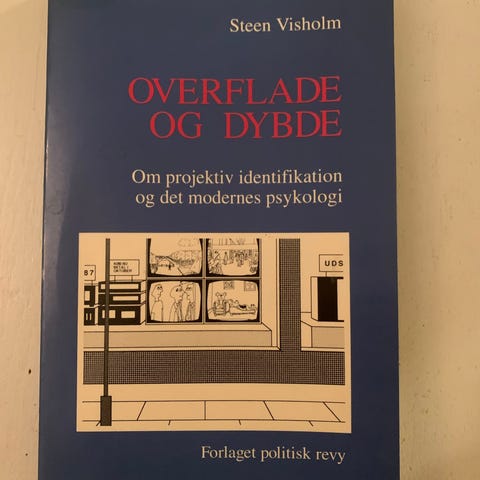 Steen Visholm
OVERFLADE
OG DYBDE
Om projektiv identifikation
og det modernes psykologi
87
UDS
Forlaget politisk revy